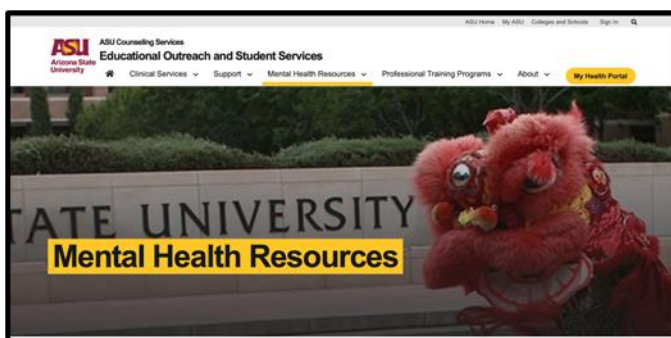 ASU Home My ASU Colleges and Schools Sign In
ASU
Arizona State
University
ASU Counseling Services
Educational Outreach and Student Services
Clinical Services Support Mental Health Resources Professional Training Programs About My Health Portal
STATE UNIVERSITY
Mental Health Resources